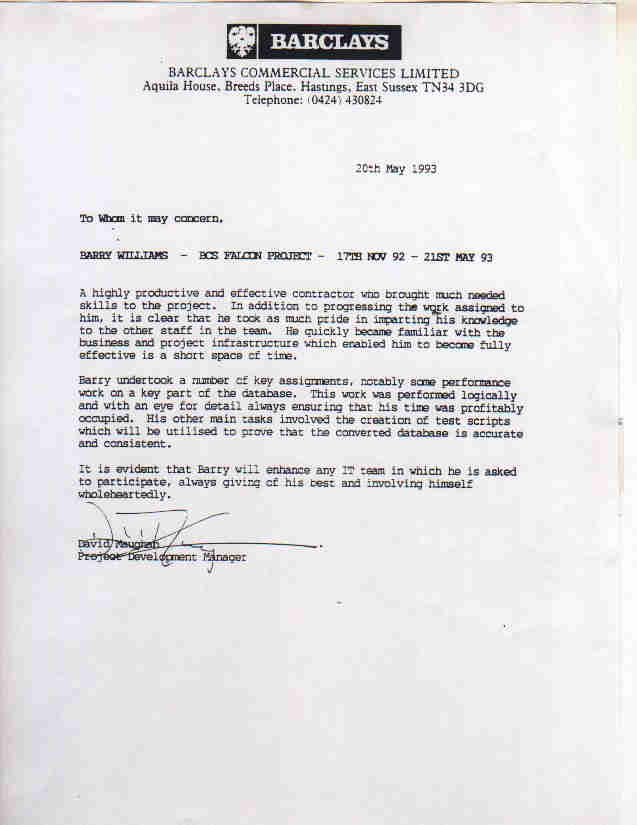 BARCLAYS
BARCLAYS COMMERCIAL SERVICES LIMITED
Aquila House, Breeds Place, Hastings, East Sussex TN34 3DG
Telephone: (0424) 430824
20th May 1993
To Whom it may concern,
BARRY WILLIAMS - BCS FALCON PROJECT - 17TH NOV 92 - 21ST MAY 93
A highly productive and effective contractor who brought much needed
skills to the project. In addition to progressing the work assigned to
him, it is clear that he took as much pride in imparting his knowledge
to the other staff in the team. He quickly became familiar with the
business and project infrastructure which enabled him to become fully
effective is a short space of time.
Barry undertook a number of key assignments, notably some performance
work on a key part of the database. This work was performed logically
and with an eye for detail always ensuring that his time was profitably
occupied. His other main tasks involved the creation of test scripts
which will be utilised to prove that the converted database is accurate
and consistent.
It is evident that Barry will enhance any IT team in which he is asked
to participate, always giving of his best and involving himself
wholeheartedly.
David Maughan
Project Development Manager